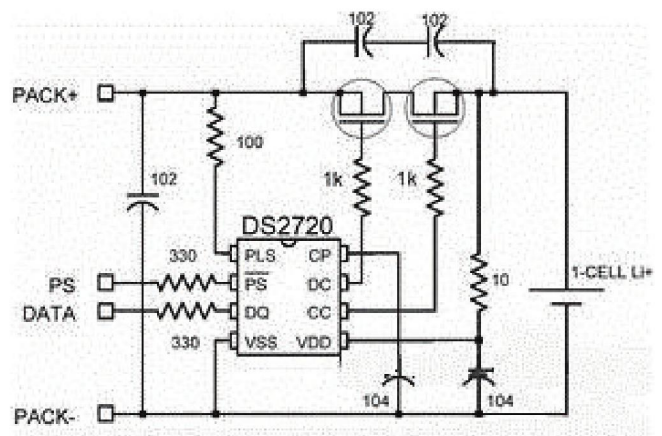 102 102
PACK+
100
1k 1k
102
DS2720
330 PLS CP
PS PS DC 10 1-CELL Li+
DATA DQ CC
330 VSS VDD
104 104
PACK-